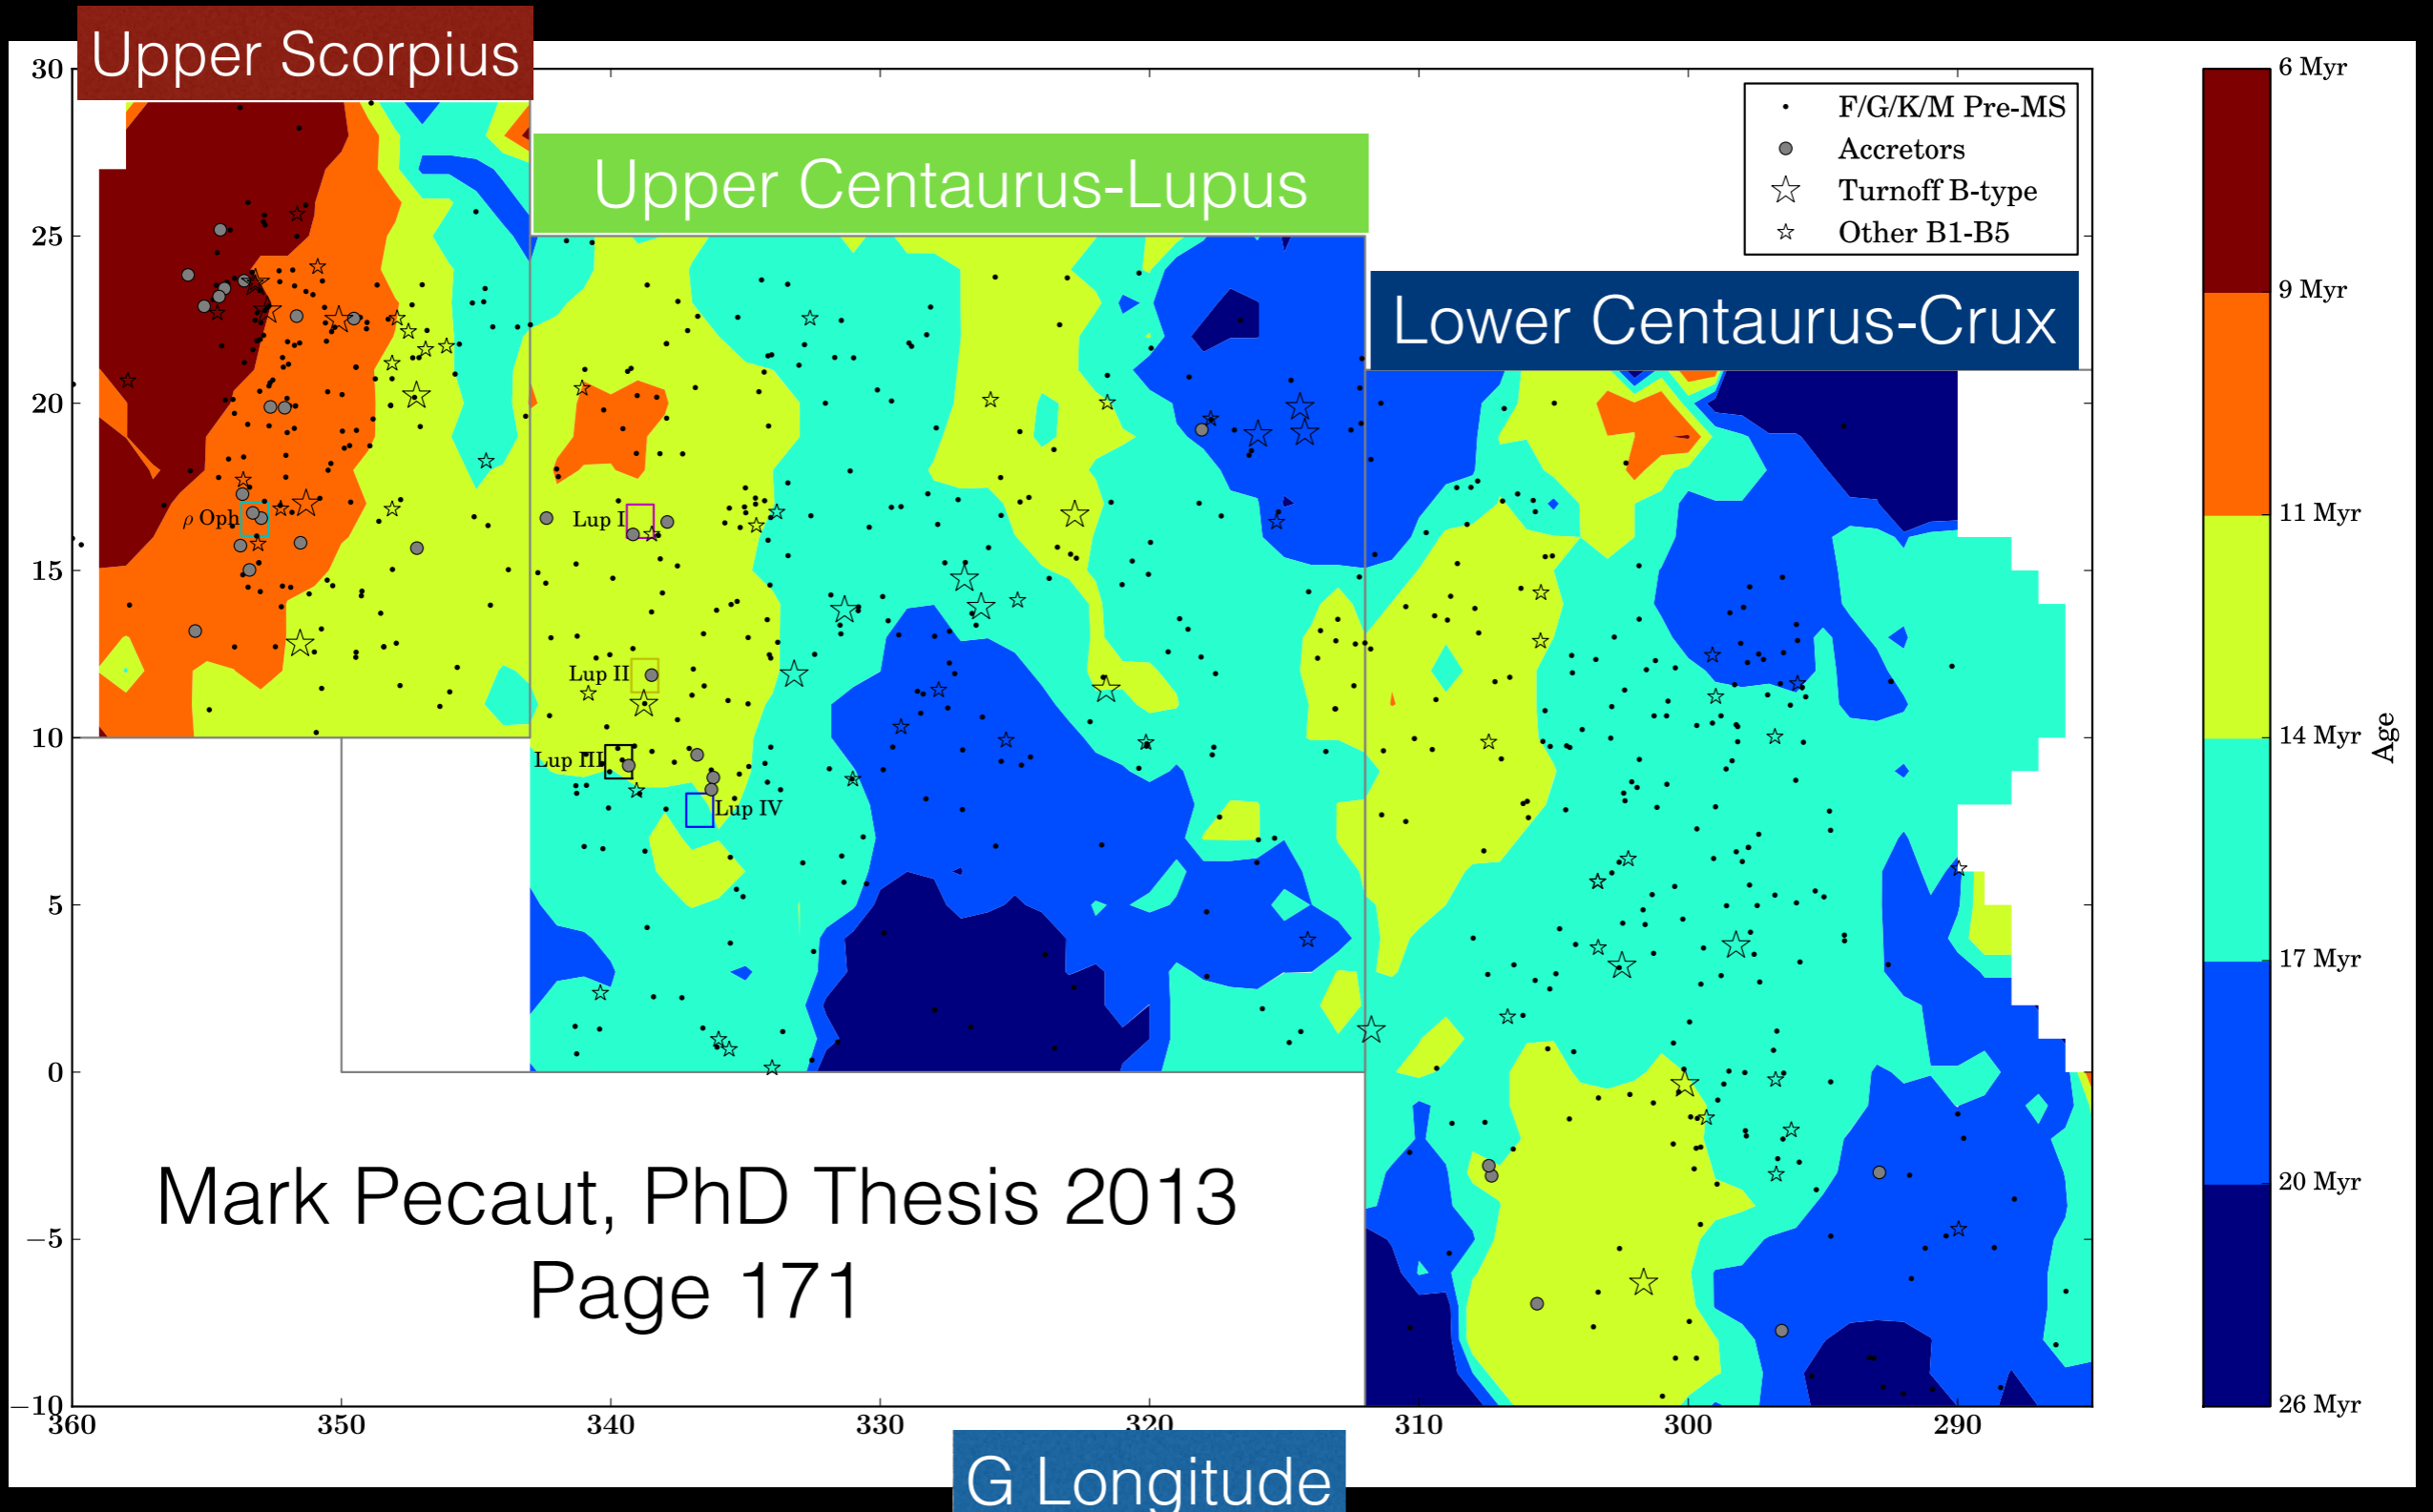 Upper Scorpius
Upper Centaurus-Lupus
Lower Centaurus-Crux
F/G/K/M Pre-MS
Accretors
Turnoff B-type
Other B1-B5
30
25
20
15
10
5
0
−5
−10
ρ Oph
Lup I
Lup II
Lup III
Lup IV
Mark Pecaut, PhD Thesis 2013
Page 171
360
350
340
330
320
310
300
290
G Longitude
6 Myr
9 Myr
11 Myr
14 Myr
17 Myr
20 Myr
26 Myr
Age